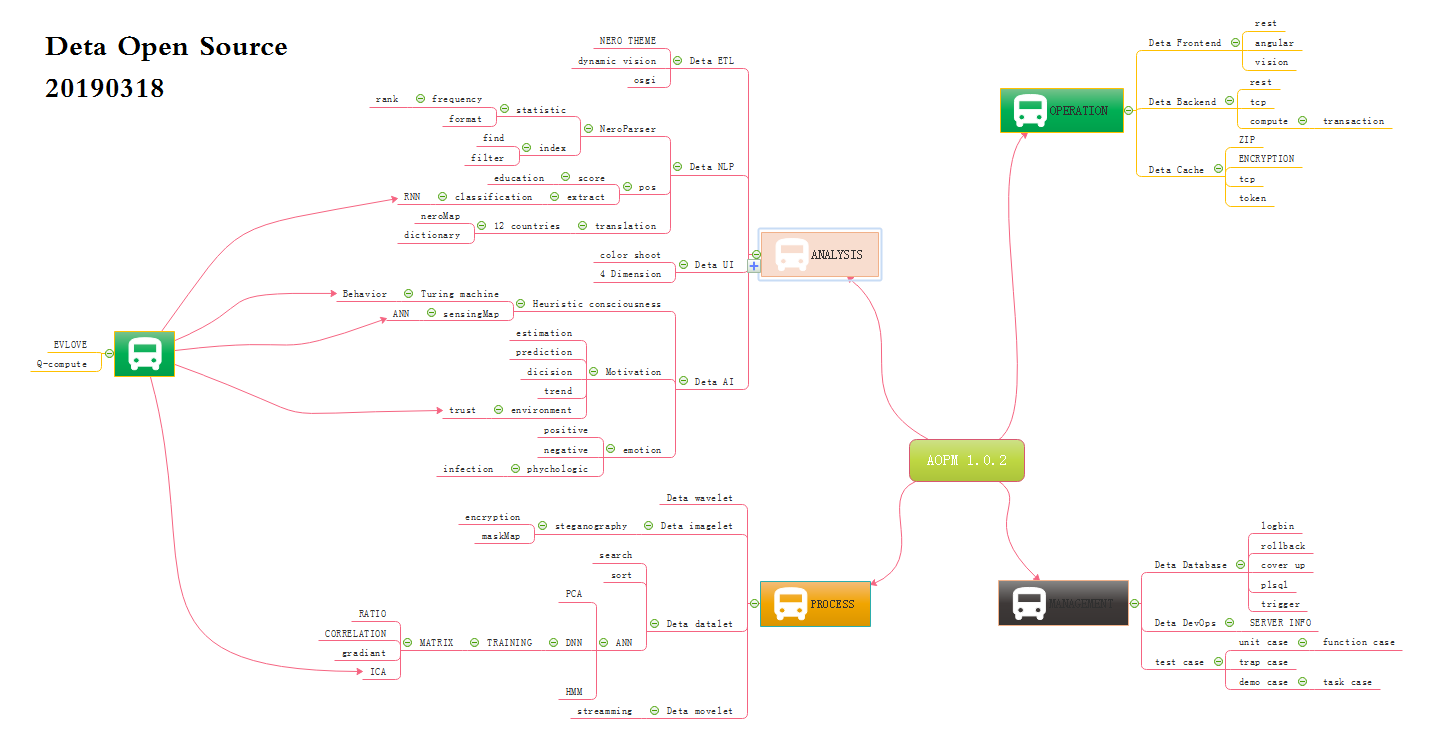 Deta Open Source
20190318
NERO THEME
dynamic vision
osgi
Deta ETL
rank
frequency
format
statistic
find
filter
index
NeroParser
education
score
RNN
classification
extract
pos
neroMap
dictionary
12 countries
translation
Deta NLP
color shoot
4 Dimension
Deta UI
Behavior
Turing machine
ANN
sensingMap
Heuristic consciousness
estimation
prediction
dicision
trend
trust
environment
Motivation
positive
negative
infection
phychologic
emotion
Deta AI
ANALYSIS
EVLOVE
Q-compute
Deta wavelet
encryption
maskMap
steganography
Deta imagelet
search
sort
PCA
RATIO
CORRELATION
gradiant
ICA
MATRIX
TRAINING
DNN
HMM
ANN
Deta datalet
streamming
Deta movelet
PROCESS
AOPM 1.0.2
OPERATION
Deta Frontend
rest
angular
vision
Deta Backend
rest
tcp
compute
transaction
Deta Cache
ZIP
ENCRYPTION
tcp
token
MANAGEMENT
Deta Database
logbin
rollback
cover up
plsql
trigger
Deta DevOps
SERVER INFO
test case
unit case
function case
trap case
demo case
task case